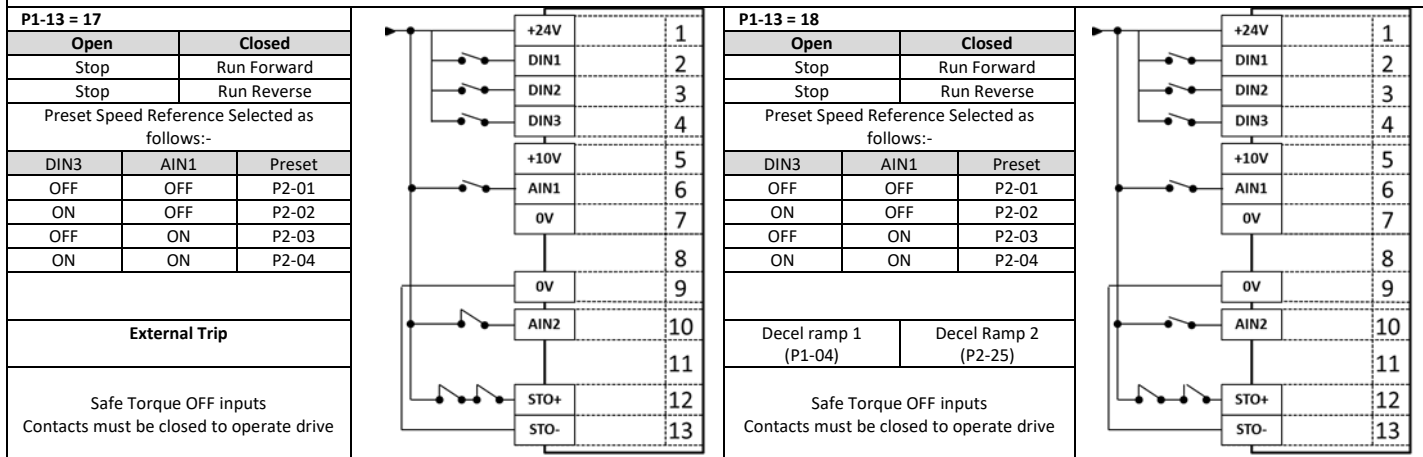 P1-13 = 17
Open Closed
Stop Run Forward
Stop Run Reverse
Preset Speed Reference Selected as
follows:-
DIN3 AIN1 Preset
OFF OFF P2-01
ON OFF P2-02
OFF ON P2-03
ON ON P2-04
External Trip
Safe Torque OFF inputs
Contacts must be closed to operate drive
+24V 1
DIN1 2
DIN2 3
DIN3 4
+10V 5
AIN1 6
0V 7
8
0V 9
AIN2 10
11
STO+ 12
STO- 13
P1-13 = 18
Open Closed
Stop Run Forward
Stop Run Reverse
Preset Speed Reference Selected as
follows:-
DIN3 AIN1 Preset
OFF OFF P2-01
ON OFF P2-02
OFF ON P2-03
ON ON P2-04
Decel ramp 1 Decel Ramp 2
(P1-04) (P2-25)
Safe Torque OFF inputs
Contacts must be closed to operate drive
+24V 1
DIN1 2
DIN2 3
DIN3 4
+10V 5
AIN1 6
0V 7
8
0V 9
AIN2 10
11
STO+ 12
STO- 13